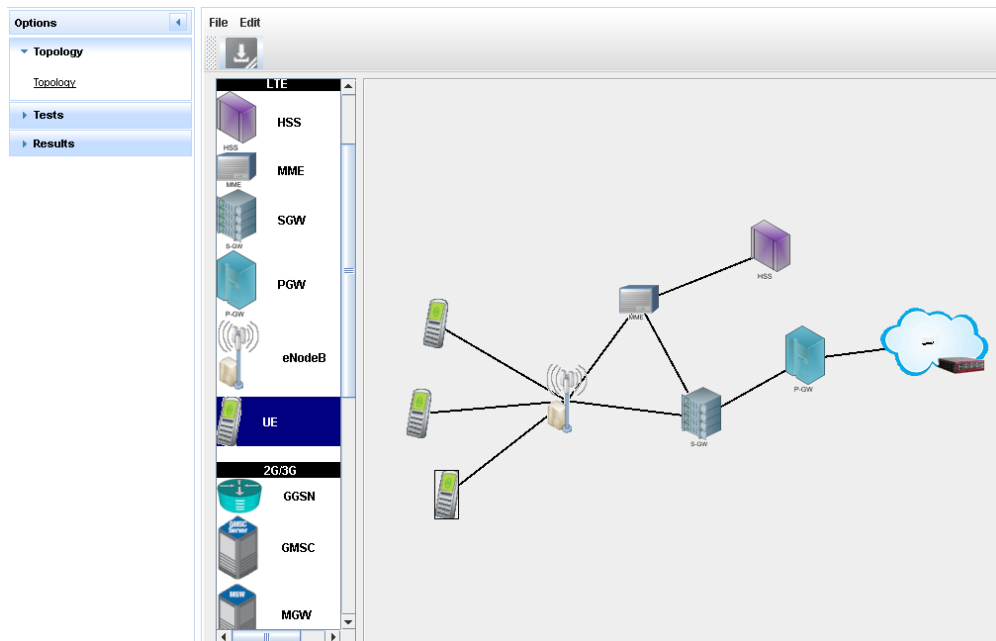 Options
Topology
Topology
Tests
Results
File Edit
LTE
HSS
HSS
MME
MME
SGW
S-GW
PGW
P-GW
eNodeB
UE
2G/3G
GGSN
GMSC Server
GMSC
MGW
MGW
HSS
MME
P-GW
S-GW